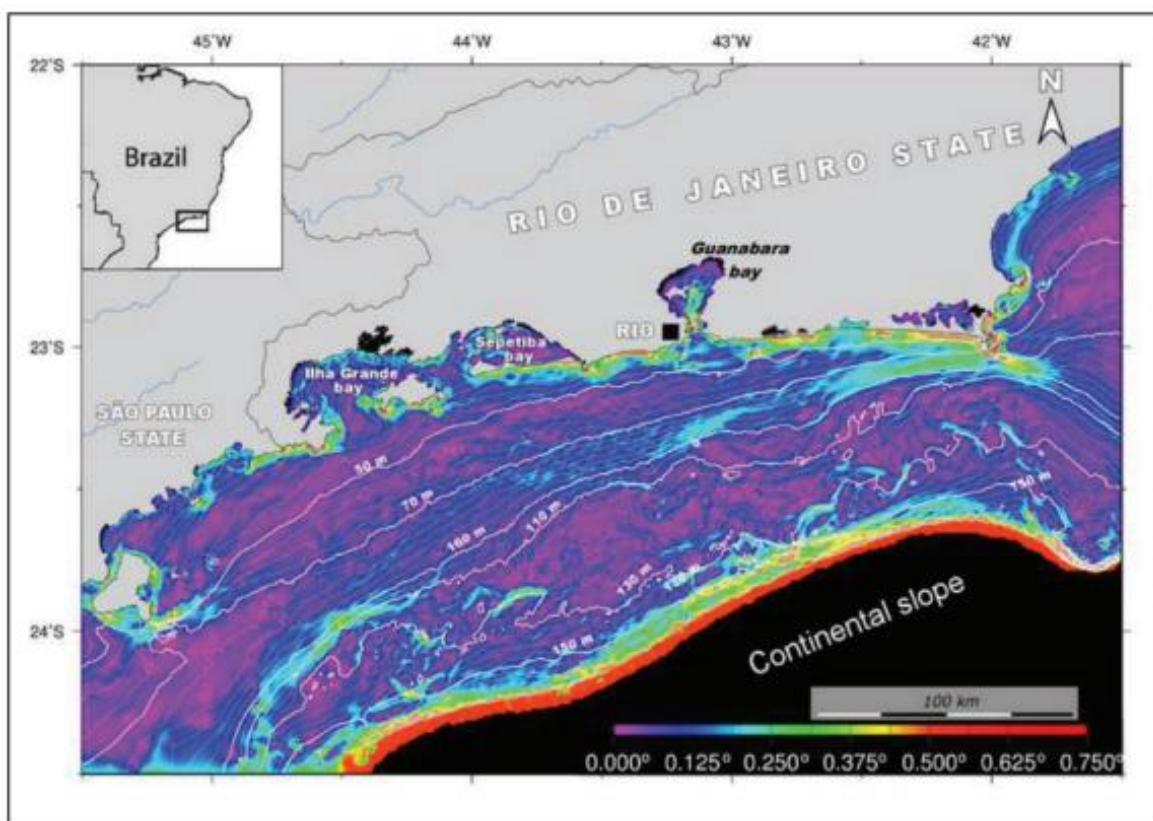 45°W 44°W 43°W 42°W
22°S
N
Brazil
RIO DE JANEIRO STATE
Guanabara
bay
RIO
23°S
Sepetiba
bay
Ilha Grande
bay
SÃO PAULO
STATE
50 m
70 m
160 m
110 m
750 m
130 m
150 m
24°S
Continental slope
100 km
0.000° 0.125° 0.250° 0.375° 0.500° 0.625° 0.750°